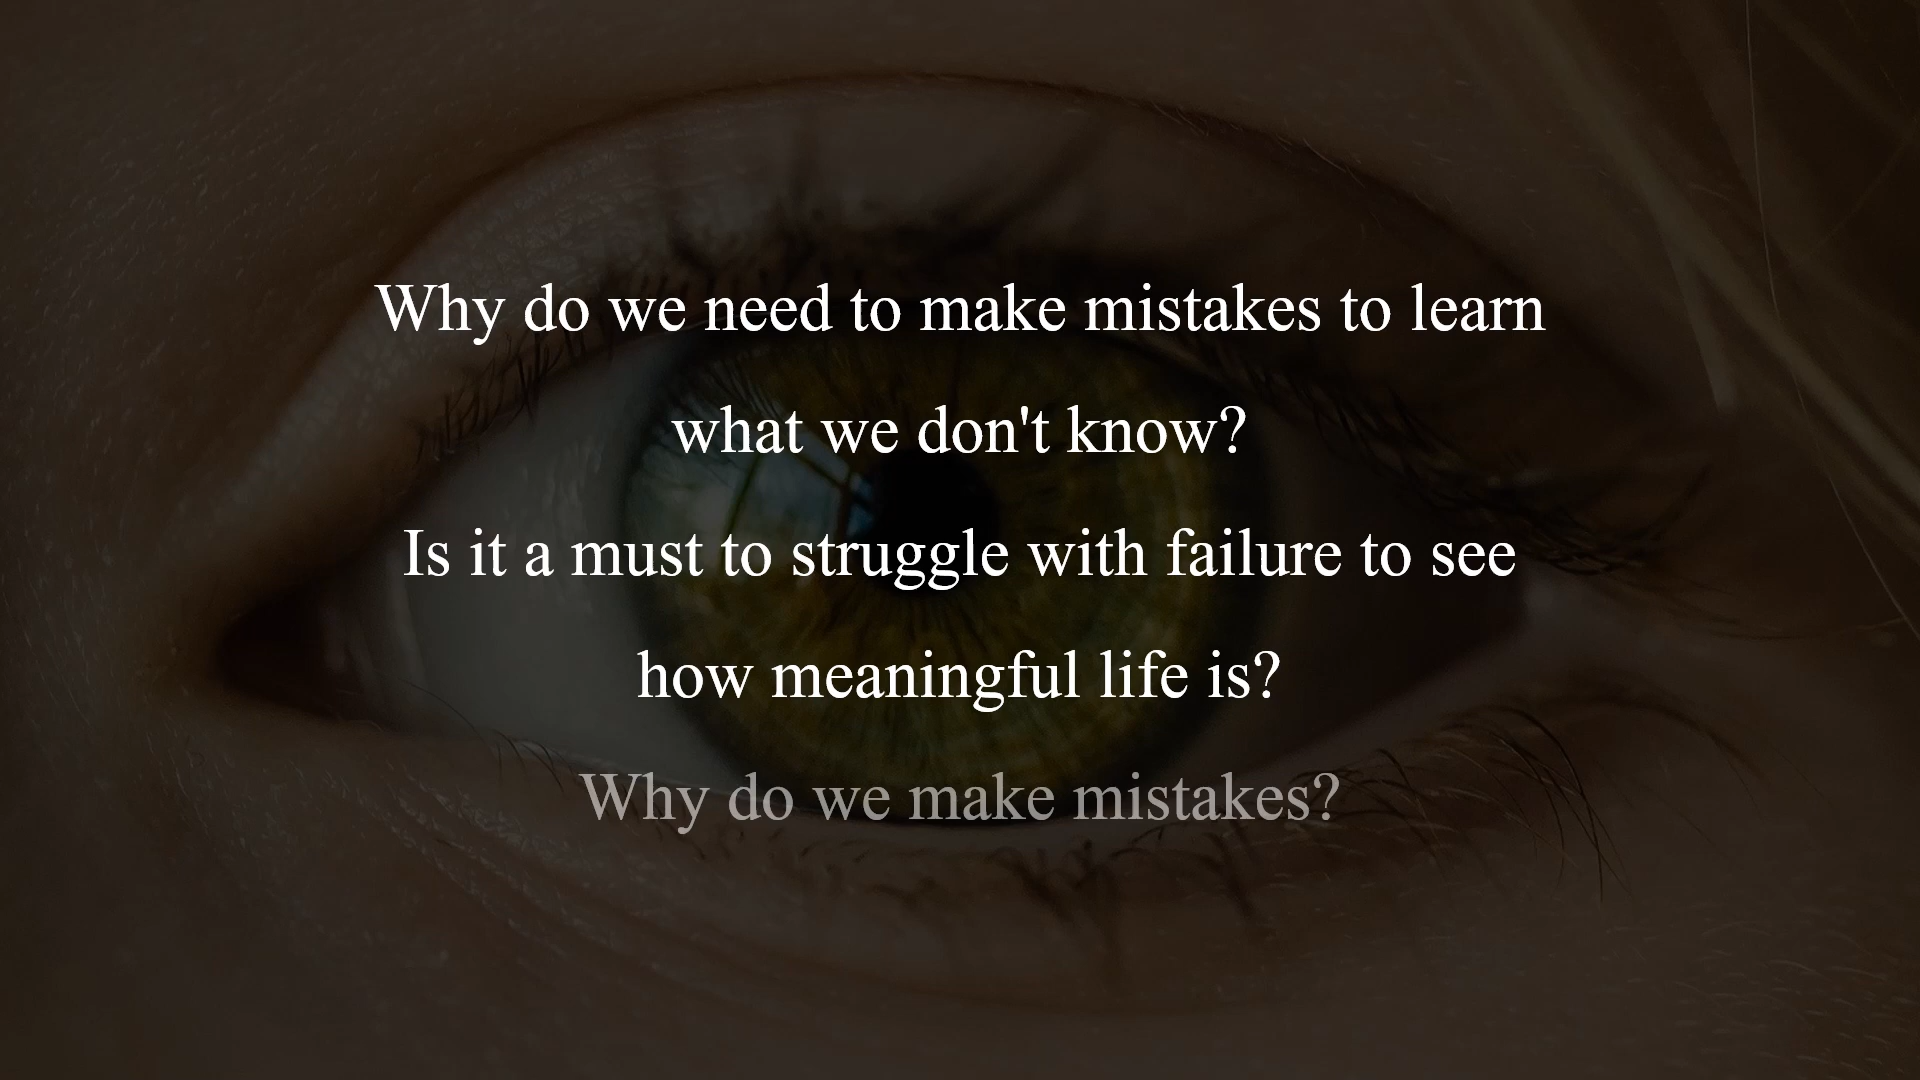 Why do we need to make mistakes to learn
what we don't know?
Is it a must to struggle with failure to see
how meaningful life is?
Why do we make mistakes?